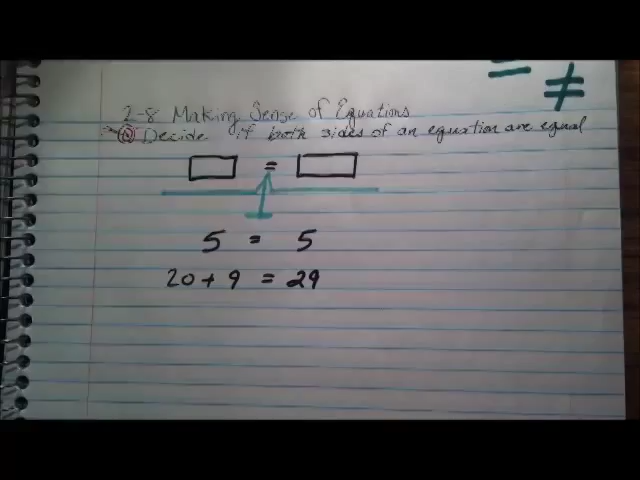 =
≠
2-8 Making Sense of Equations
Decide if both sides of an equation are equal
=
5 = 5
20 + 9 = 29